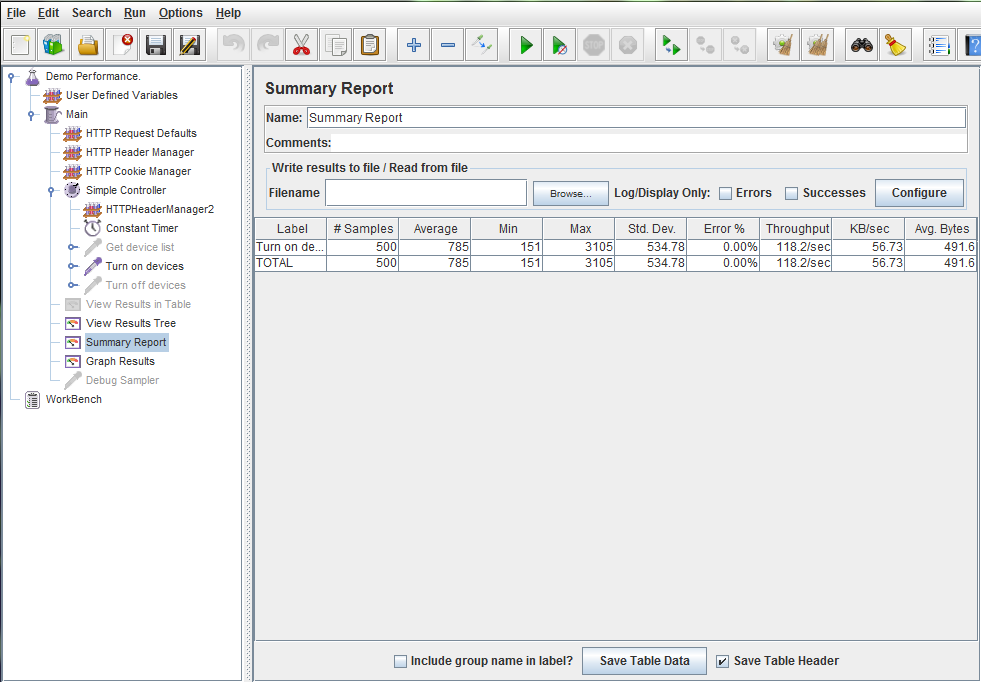 File Edit Search Run Options Help
STOP
?
Demo Performance.
User Defined Variables
Main
HTTP Request Defaults
HTTP Header Manager
HTTP Cookie Manager
Simple Controller
HTTPHeaderManager2
Constant Timer
Get device list
Turn on devices
Turn off devices
View Results in Table
View Results Tree
Summary Report
Graph Results
Debug Sampler
WorkBench
Summary Report
Name: Summary Report
Comments:
Write results to file / Read from file
Filename Browse... Log/Display Only: Errors Successes Configure
Label # Samples Average Min Max Std. Dev. Error % Throughput KB/sec Avg. Bytes
Turn on de... 500 785 151 3105 534.78 0.00% 118.2/sec 56.73 491.6
TOTAL 500 785 151 3105 534.78 0.00% 118.2/sec 56.73 491.6
Include group name in label? Save Table Data Save Table Header